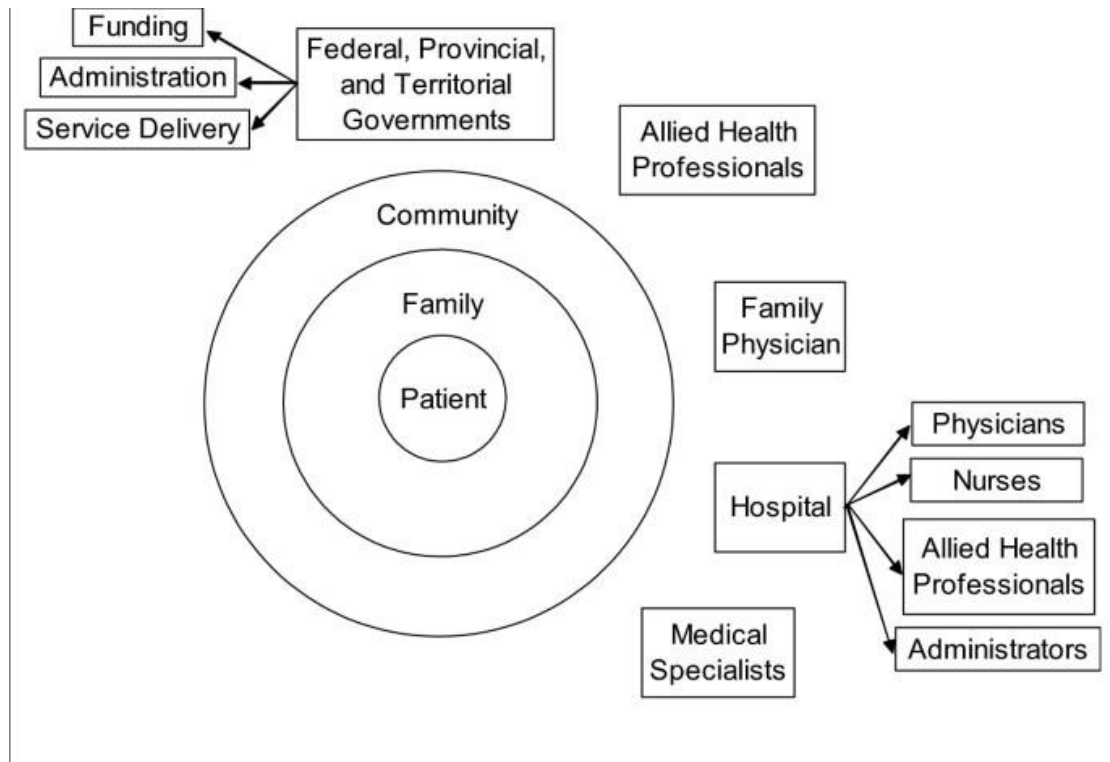 Funding
Administration
Service Delivery
Federal, Provincial,
and Territorial
Governments
Allied Health
Professionals
Community
Family
Patient
Family
Physician
Hospital
Physicians
Nurses
Allied Health
Professionals
Administrators
Medical
Specialists